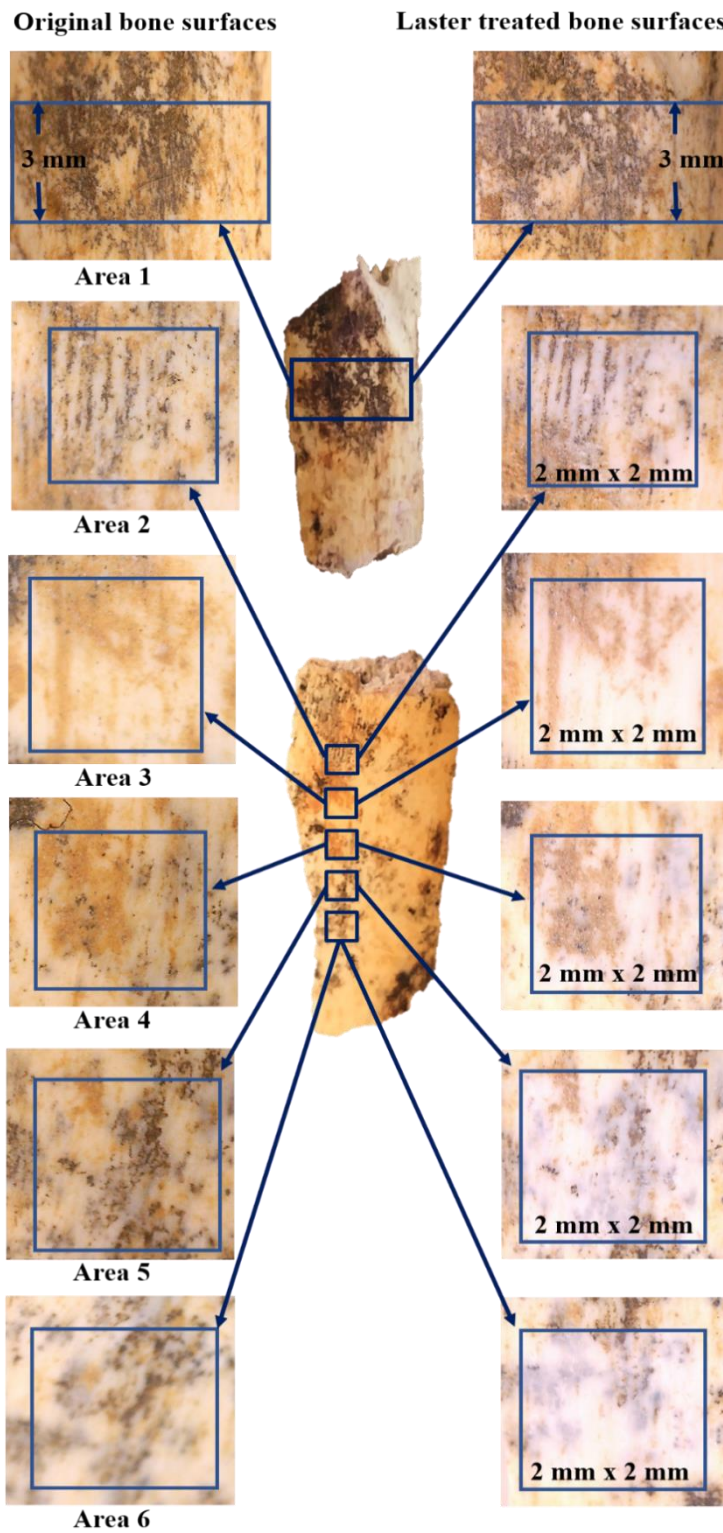 Original bone surfaces
Laster treated bone surfaces
3 mm
3 mm
Area 1
2 mm x 2 mm
Area 2
2 mm x 2 mm
Area 3
2 mm x 2 mm
Area 4
2 mm x 2 mm
Area 5
2 mm x 2 mm
Area 6